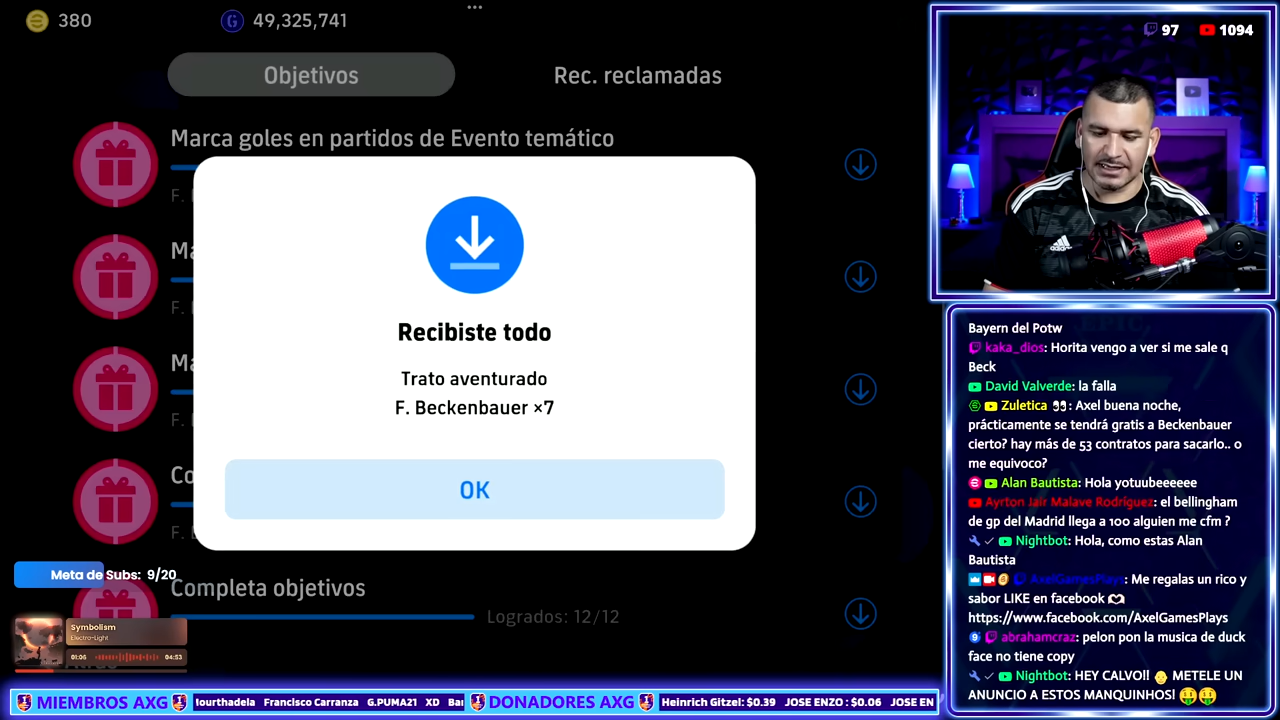 380
49,325,741
Objetivos
Rec. reclamadas
Marca goles en partidos de Evento temático
F.
F.
F.
F.
Recibiste todo
Trato aventurado
F. Beckenbauer ×7
OK
Completa objetivos
Logrados: 12/12
Meta de Subs: 9/20
Symbolism
Electro-Light
01:06
04:53
97
1094
Bayern del Potw
kaka_dios: Horita vengo a ver si me sale q
Beck
David Valverde: la falla
Zuletica 👀: Axel buena noche,
prácticamente se tendrá gratis a Beckenbauer
cierto? hay más de 53 contratos para sacarlo.. o
me equivoco?
Alan Bautista: Hola yotuubeeeeee
Ayrton Jair Malave Rodríguez: el bellingham
de gp del Madrid llega a 100 alguien me cfm ?
Nightbot: Hola, como estas Alan
Bautista
AxelGamesPlays: Me regalas un rico y
sabor LIKE en facebook
https://www.facebook.com/AxelGamesPlays
abrahamcraz: pelon pon la musica de duck
face no tiene copy
Nightbot: HEY CALVO!! METELE UN
ANUNCIO A ESTOS MANQUINHOS! 🤑🤑
MIEMBROS AXG
Francisco Carranza G.PUMA21 XD
DONADORES AXG
Heinrich Gitzel: $0.39 JOSE ENZO : $0.06 JOSE EN